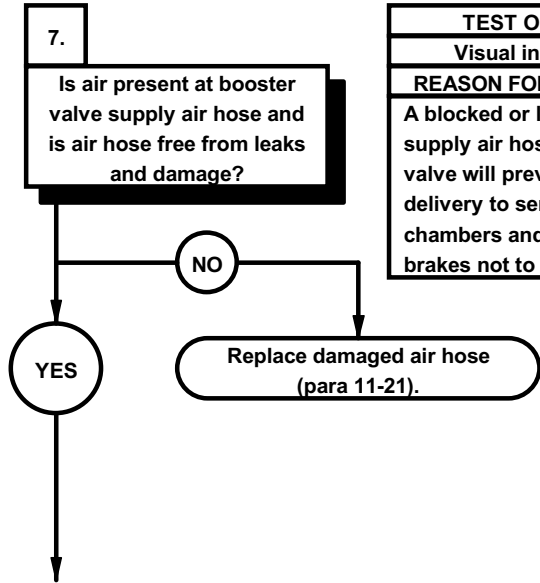 7.
Is air present at booster
valve supply air hose and
is air hose free from leaks
and damage?
NO
YES
Replace damaged air hose
(para 11-21).
TEST O
Visual in
REASON FO
A blocked or
supply air hos
valve will prev
delivery to se
chambers and
brakes not to